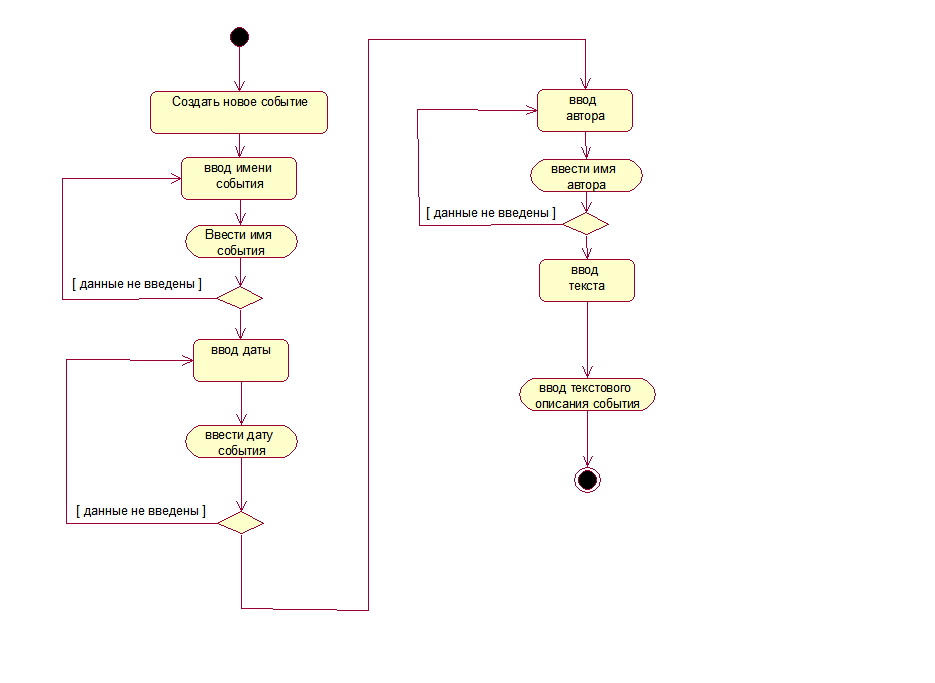 Создать новое событие
ввод имени
события
Ввести имя
события
[ данные не введены ]
ввод даты
ввести дату
события
[ данные не введены ]
ввод
автора
ввести имя
автора
[ данные не введены ]
ввод
текста
ввод текстового
описания события